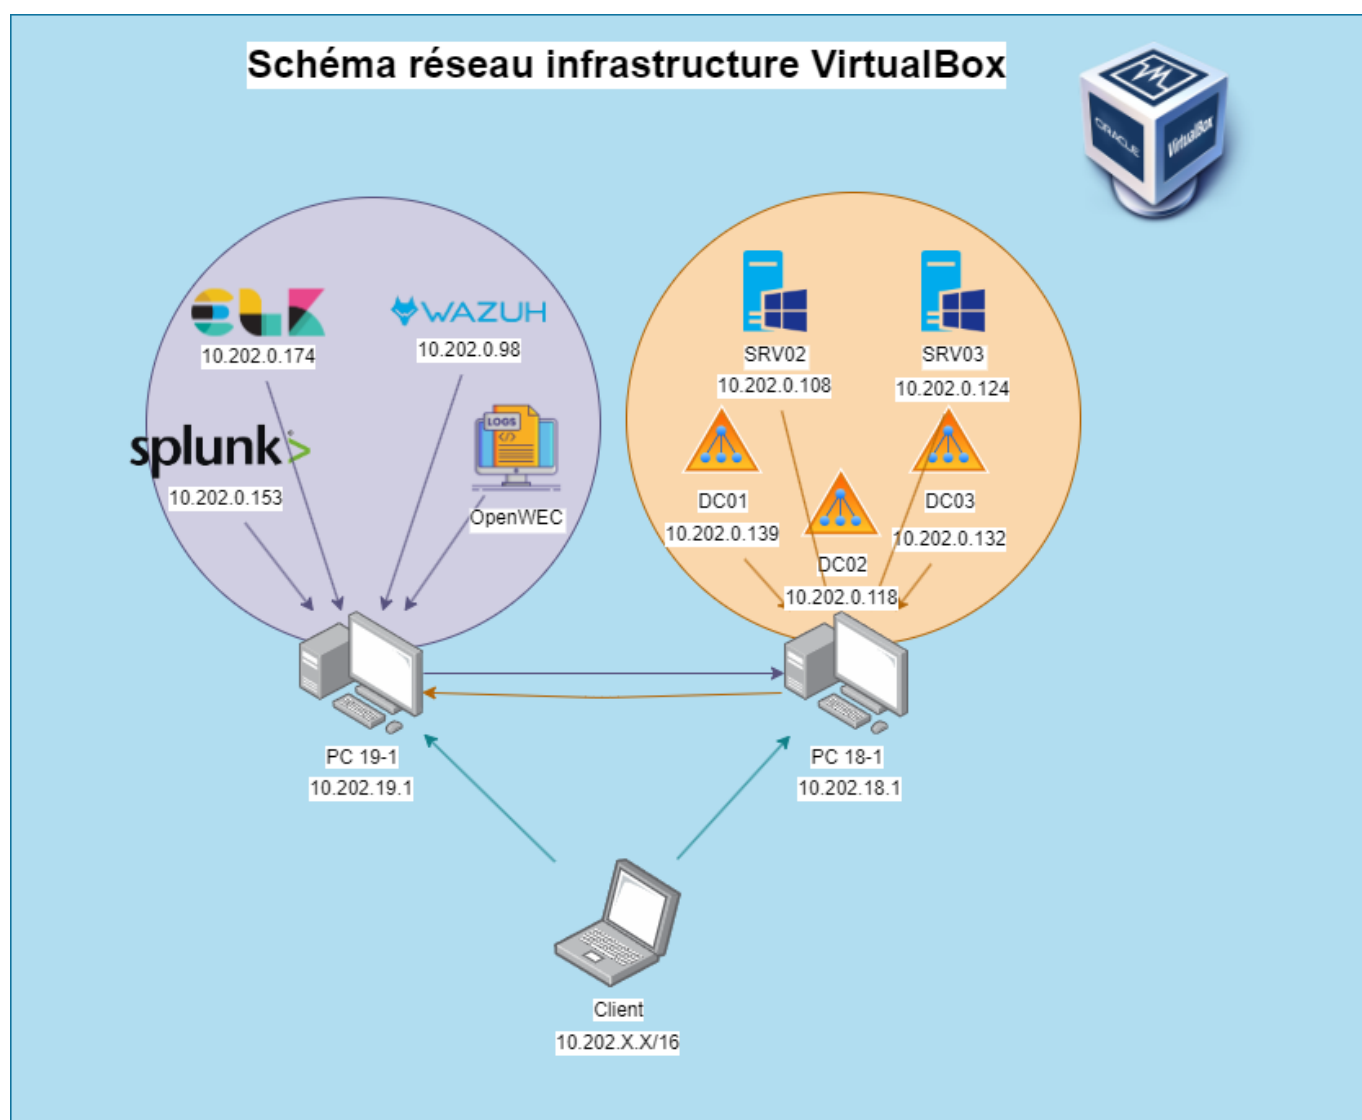 Schéma réseau infrastructure VirtualBox
ORACLE
VirtualBox
ELK
10.202.0.174
WAZUH
10.202.0.98
splunk>
10.202.0.153
LOGS
</>
OpenWEC
SRV02
10.202.0.108
SRV03
10.202.0.124
DC01
10.202.0.139
DC02
10.202.0.118
DC03
10.202.0.132
PC 19-1
10.202.19.1
PC 18-1
10.202.18.1
Client
10.202.X.X/16